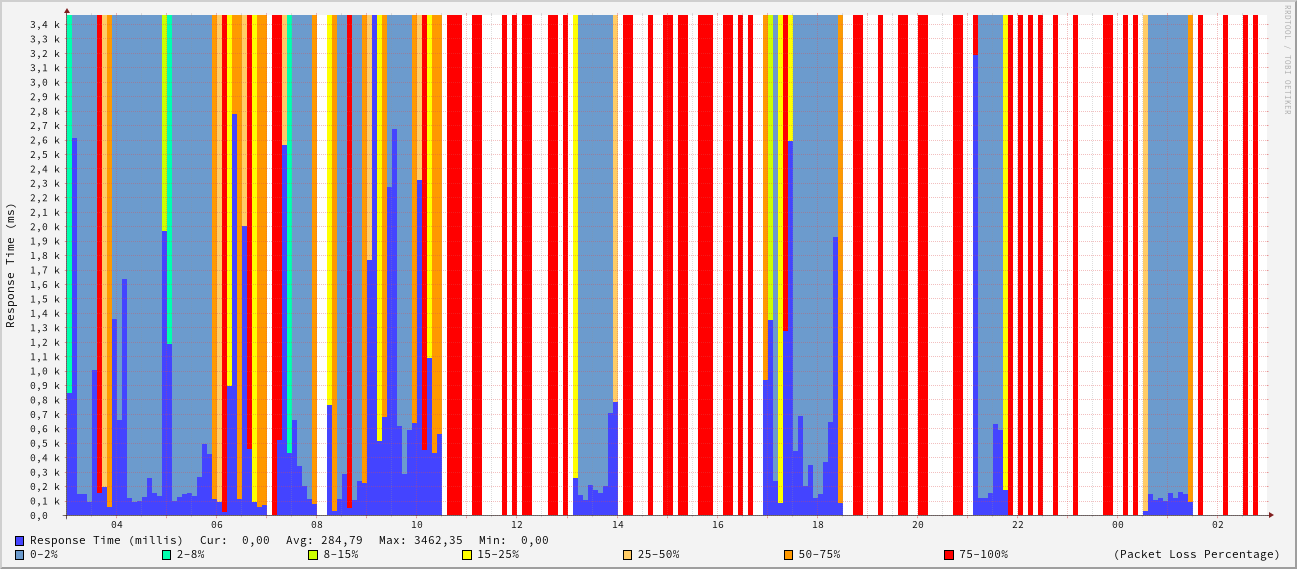 RRDTOOL / TOBI OETIKER
Response Time (ms)
3,4 k
3,3 k
3,2 k
3,1 k
3,0 k
2,9 k
2,8 k
2,7 k
2,6 k
2,5 k
2,4 k
2,3 k
2,2 k
2,1 k
2,0 k
1,9 k
1,8 k
1,7 k
1,6 k
1,5 k
1,4 k
1,3 k
1,2 k
1,1 k
1,0 k
0,9 k
0,8 k
0,7 k
0,6 k
0,5 k
0,4 k
0,3 k
0,2 k
0,1 k
0,0
04 06 08 10 12 14 16 18 20 22 00 02
Response Time (millis) Cur: 0,00 Avg: 284,79 Max: 3462,35 Min: 0,00
0-2% 2-8% 8-15% 15-25% 25-50% 50-75% 75-100% (Packet Loss Percentage)